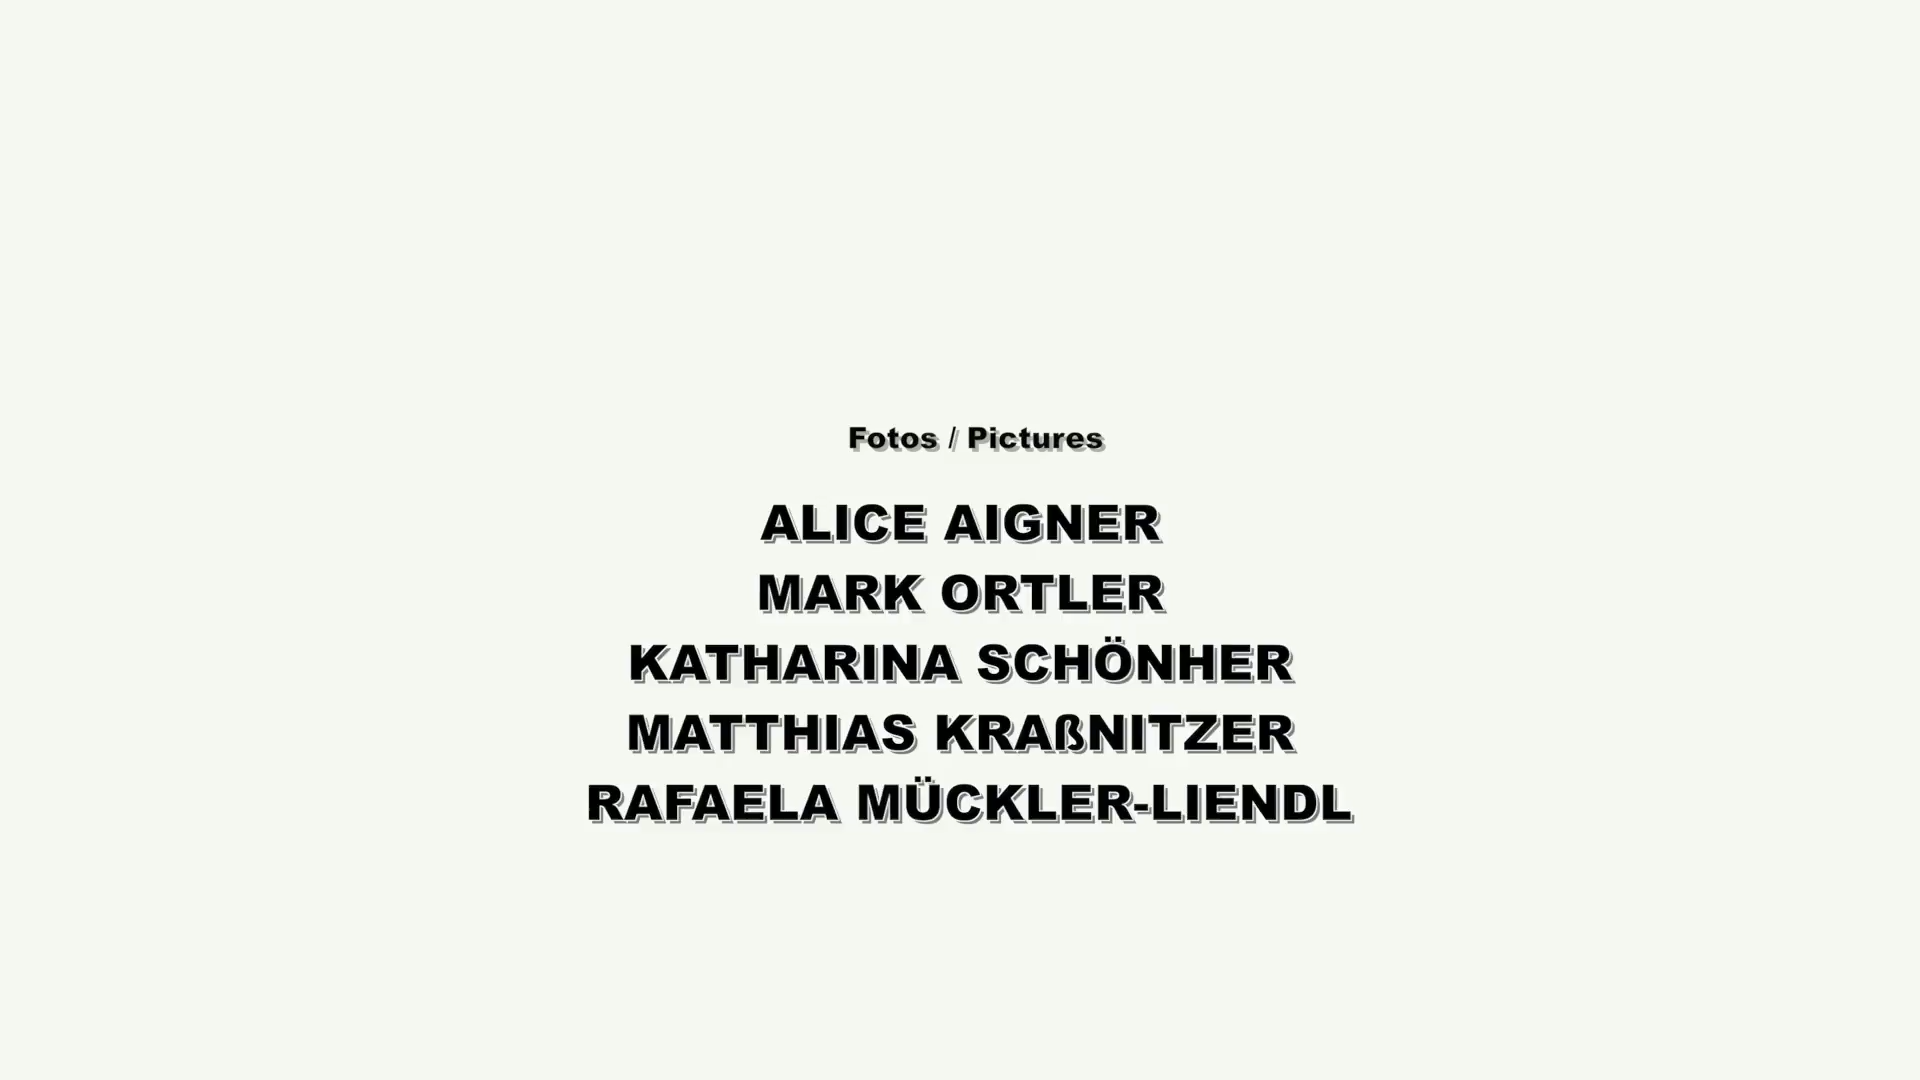 Fotos / Pictures
ALICE AIGNER
MARK ORTLER
KATHARINA SCHÖNHER
MATTHIAS KRAßNITZER
RAFAELA MÜCKLER-LIENDL